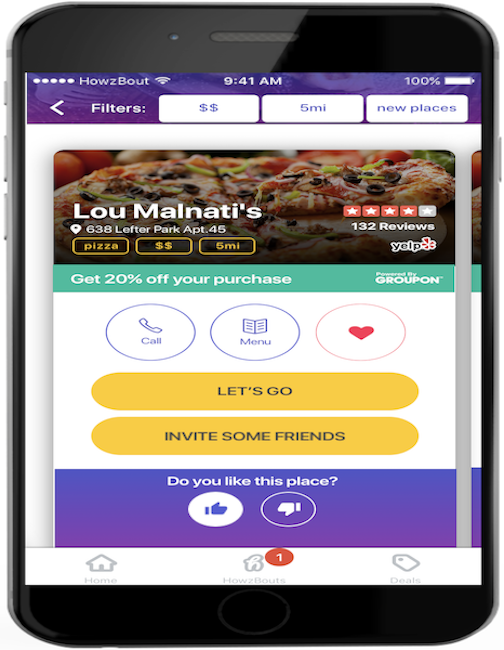 HowzBout 9:41 AM 100%
Filters: $$ 5mi new places
Lou Malnati's
638 Lefter Park Apt.45
132 Reviews
pizza $$ 5mi
yelp
Get 20% off your purchase
Powered By
GROUPON
Call Menu
LET'S GO
INVITE SOME FRIENDS
Do you like this place?
1
Home HowzBouts Deals